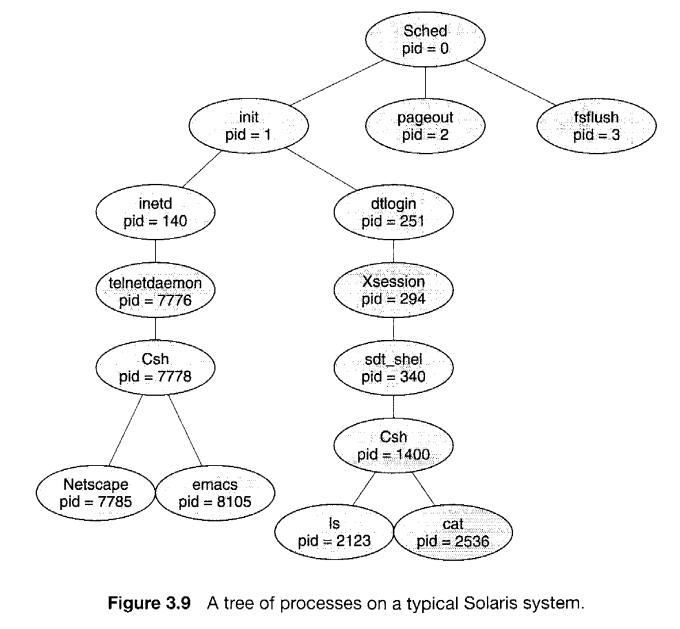 Sched
pid = 0
init
pid = 1
pageout
pid = 2
fsflush
pid = 3
inetd
pid = 140
dtlogin
pid = 251
telnetdaemon
pid = 7776
Xsession
pid = 294
Csh
pid = 7778
sdt_shel
pid = 340
Csh
pid = 1400
Netscape
pid = 7785
emacs
pid = 8105
ls
pid = 2123
cat
pid = 2536
Figure 3.9 A tree of processes on a typical Solaris system.